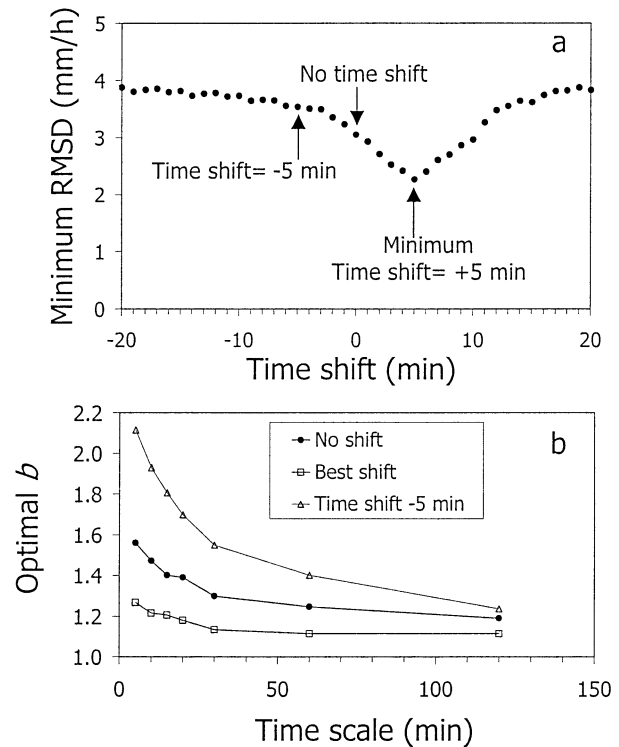 a
Minimum RMSD (mm/h)
5
4
3
2
1
0
No time shift
Time shift= -5 min
Minimum
Time shift= +5 min
-20
-10
0
10
20
Time shift (min)
b
Optimal b
2.2
2.0
1.8
1.6
1.4
1.2
1.0
No shift
Best shift
Time shift -5 min
0
50
100
150
Time scale (min)